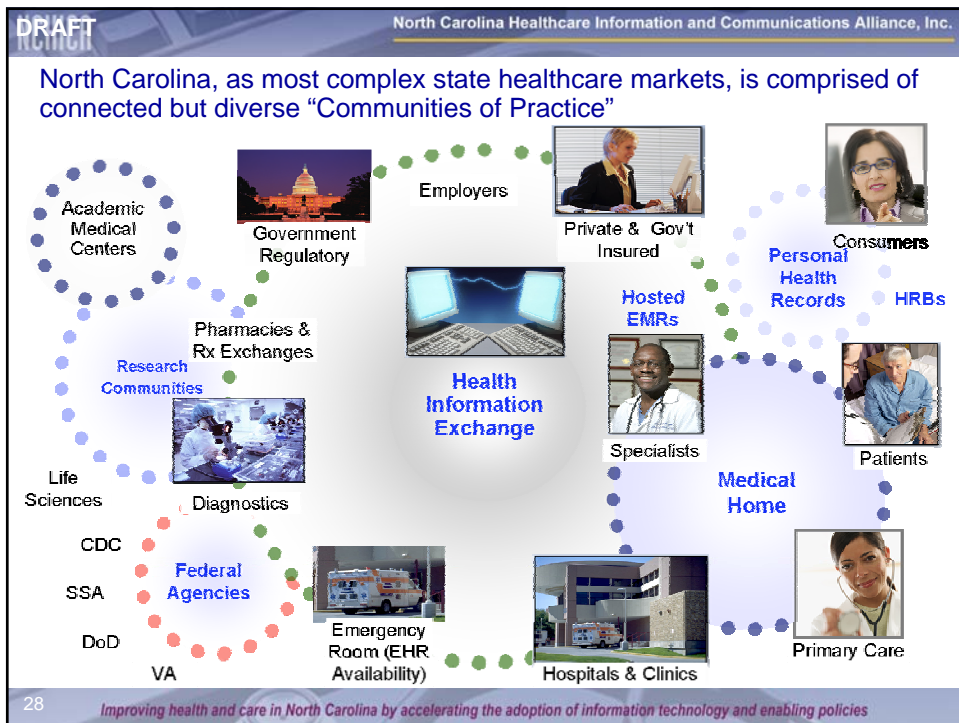 DRAFT
NCHICA
North Carolina Healthcare Information and Communications Alliance, Inc.
North Carolina, as most complex state healthcare markets, is comprised of
connected but diverse “Communities of Practice”
Academic
Medical
Centers
Government
Regulatory
Employers
Private & Gov't
Insured
Consumers
Personal
Health
Records
HRBs
Hosted
EMRs
Pharmacies &
Rx Exchanges
Research
Communities
Health
Information
Exchange
Specialists
Patients
Medical
Home
Life
Sciences
Diagnostics
CDC
SSA
DoD
VA
Federal
Agencies
Emergency
Room (EHR
Availability)
Hospitals & Clinics
Primary Care
28
Improving health and care in North Carolina by accelerating the adoption of information technology and enabling policies